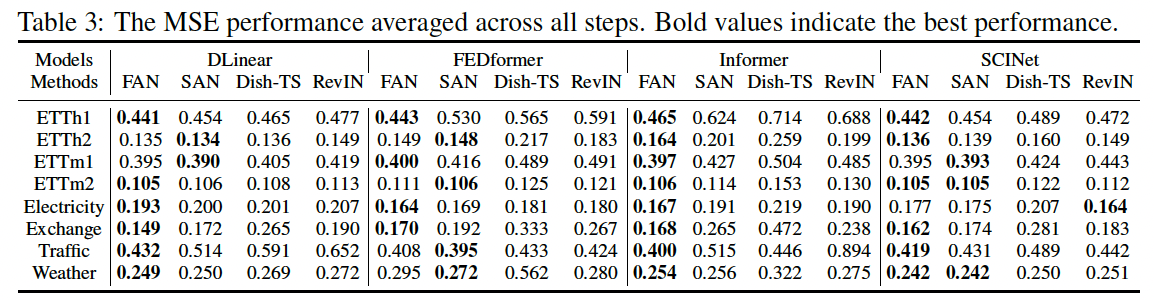 Table 3: The MSE performance averaged across all steps. Bold values indicate the best performance.
Models DLinear FEDformer Informer SCINet
Methods FAN SAN Dish-TS RevIN FAN SAN Dish-TS RevIN FAN SAN Dish-TS RevIN FAN SAN Dish-TS RevIN
ETTh1 0.441 0.454 0.465 0.477 0.443 0.530 0.565 0.591 0.465 0.624 0.714 0.688 0.442 0.454 0.489 0.472
ETTh2 0.135 0.134 0.136 0.149 0.149 0.148 0.217 0.183 0.164 0.201 0.259 0.199 0.136 0.139 0.160 0.149
ETTm1 0.395 0.390 0.405 0.419 0.400 0.416 0.489 0.491 0.397 0.427 0.504 0.485 0.395 0.393 0.424 0.443
ETTm2 0.105 0.106 0.108 0.113 0.111 0.106 0.125 0.121 0.106 0.114 0.153 0.130 0.105 0.105 0.122 0.112
Electricity 0.193 0.200 0.201 0.207 0.164 0.169 0.181 0.180 0.167 0.191 0.219 0.190 0.177 0.175 0.207 0.164
Exchange 0.149 0.172 0.265 0.190 0.170 0.192 0.333 0.267 0.168 0.265 0.472 0.238 0.162 0.174 0.281 0.183
Traffic 0.432 0.514 0.591 0.652 0.408 0.395 0.433 0.424 0.400 0.515 0.446 0.894 0.419 0.431 0.489 0.442
Weather 0.249 0.250 0.269 0.272 0.295 0.272 0.562 0.280 0.254 0.256 0.322 0.275 0.242 0.242 0.250 0.251